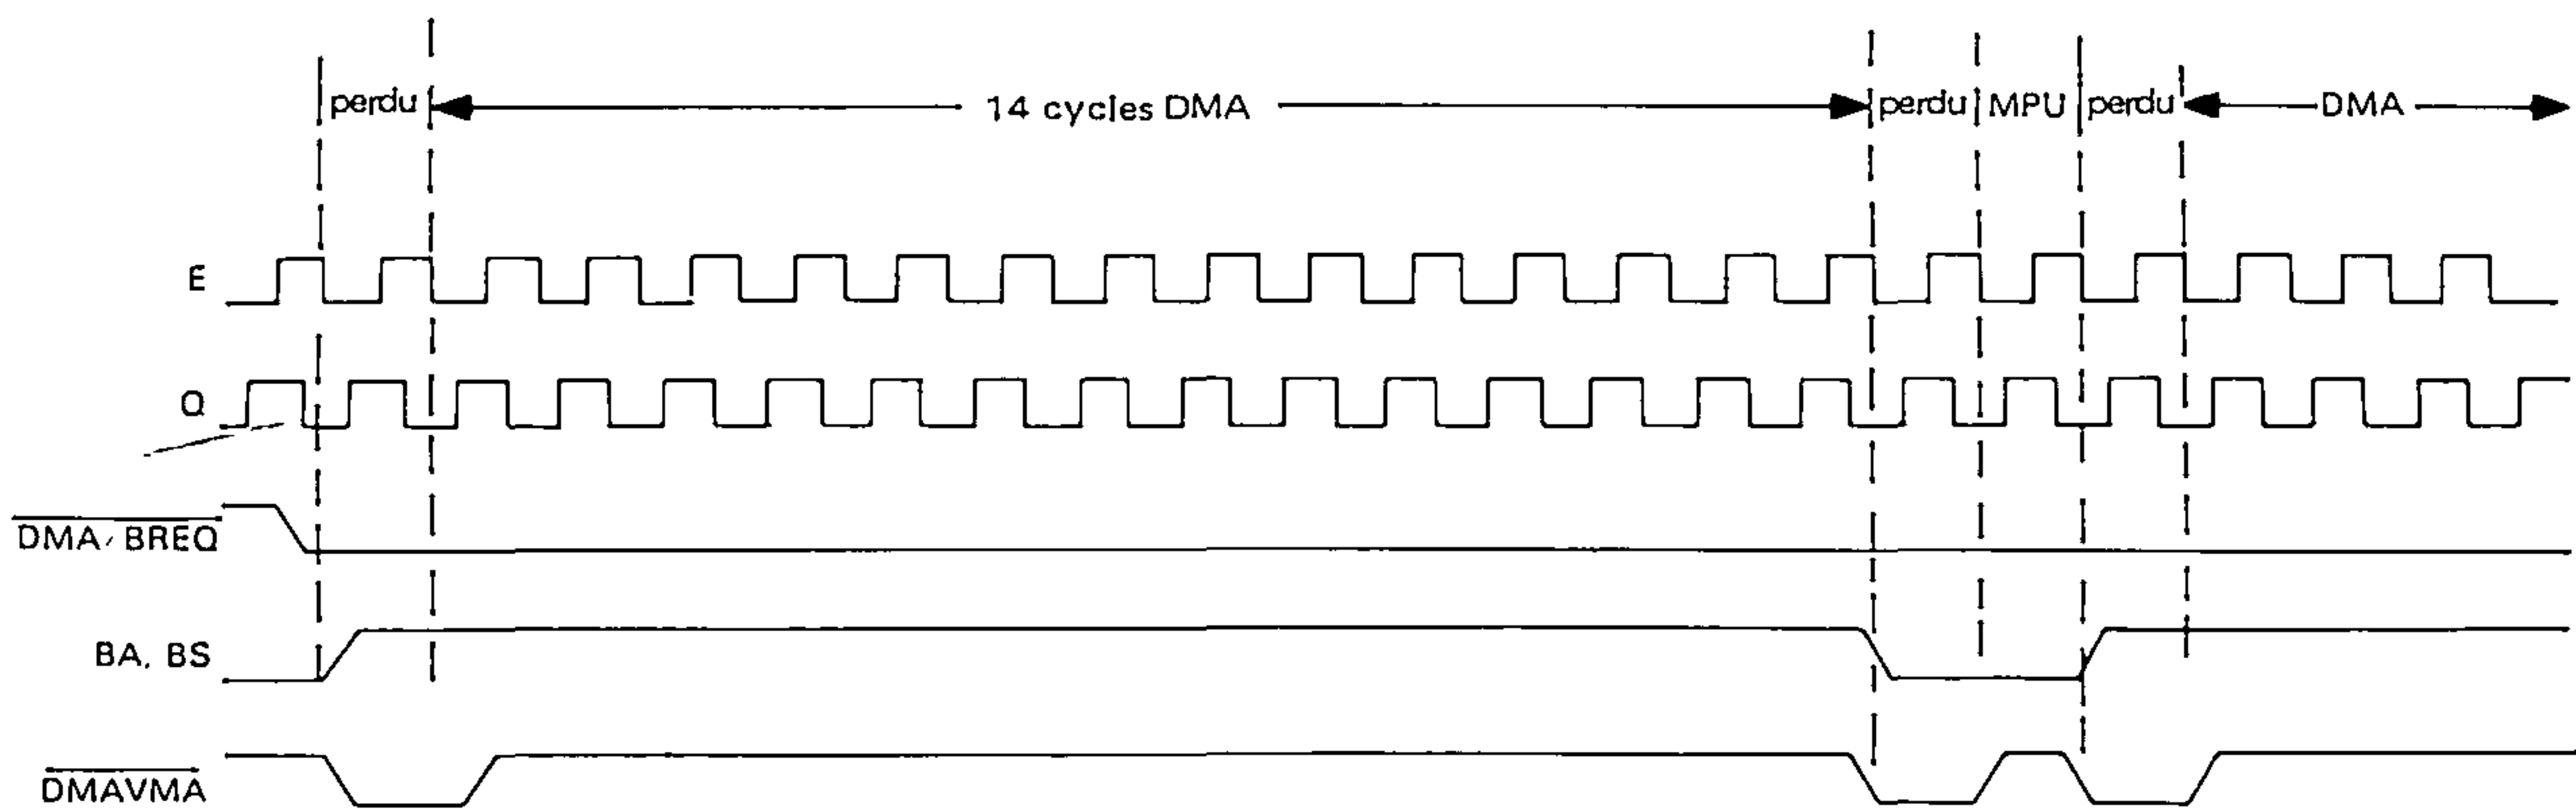 perdu 14 cycles DMA perdu MPU perdu DMA
E
Q
DMA/BREQ
BA, BS
DMAVMA